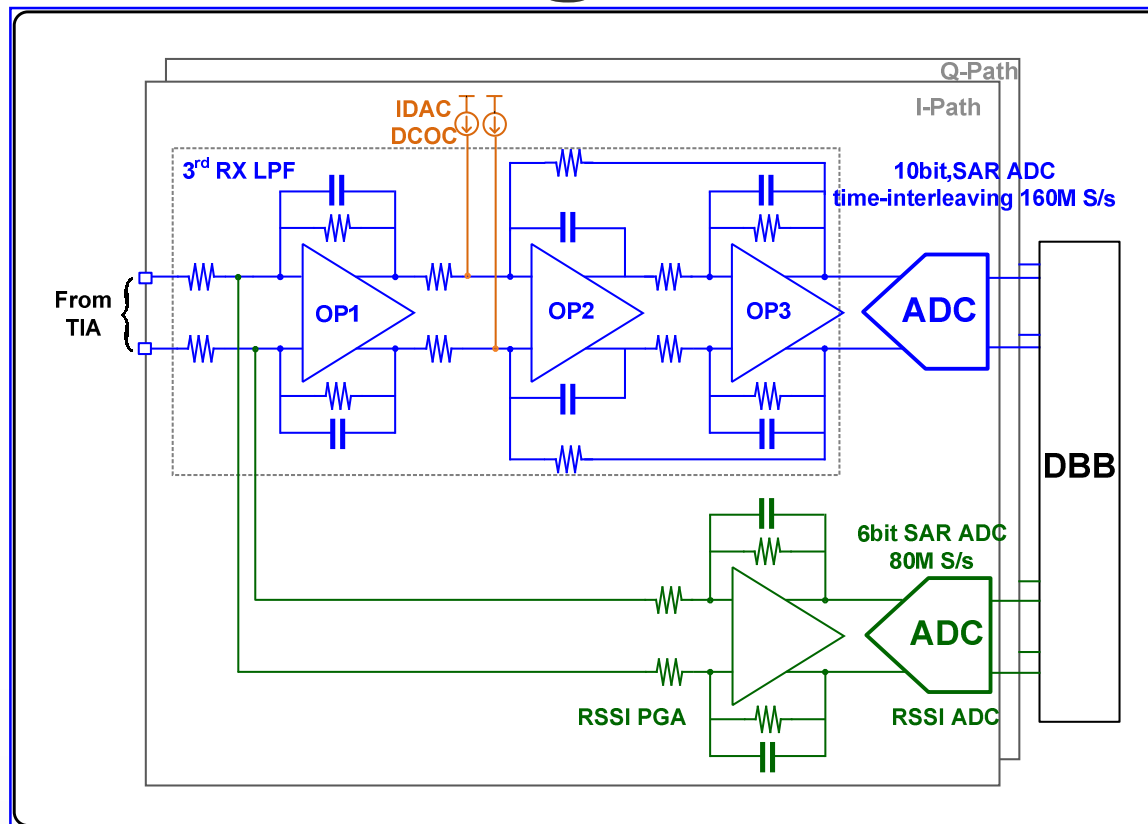 Q-Path
I-Path
IDAC
DCOC
3rd RX LPF
10bit,SAR ADC
time-interleaving 160M S/s
From
TIA
OP1
OP2
OP3
ADC
DBB
6bit SAR ADC
80M S/s
ADC
RSSI PGA
RSSI ADC